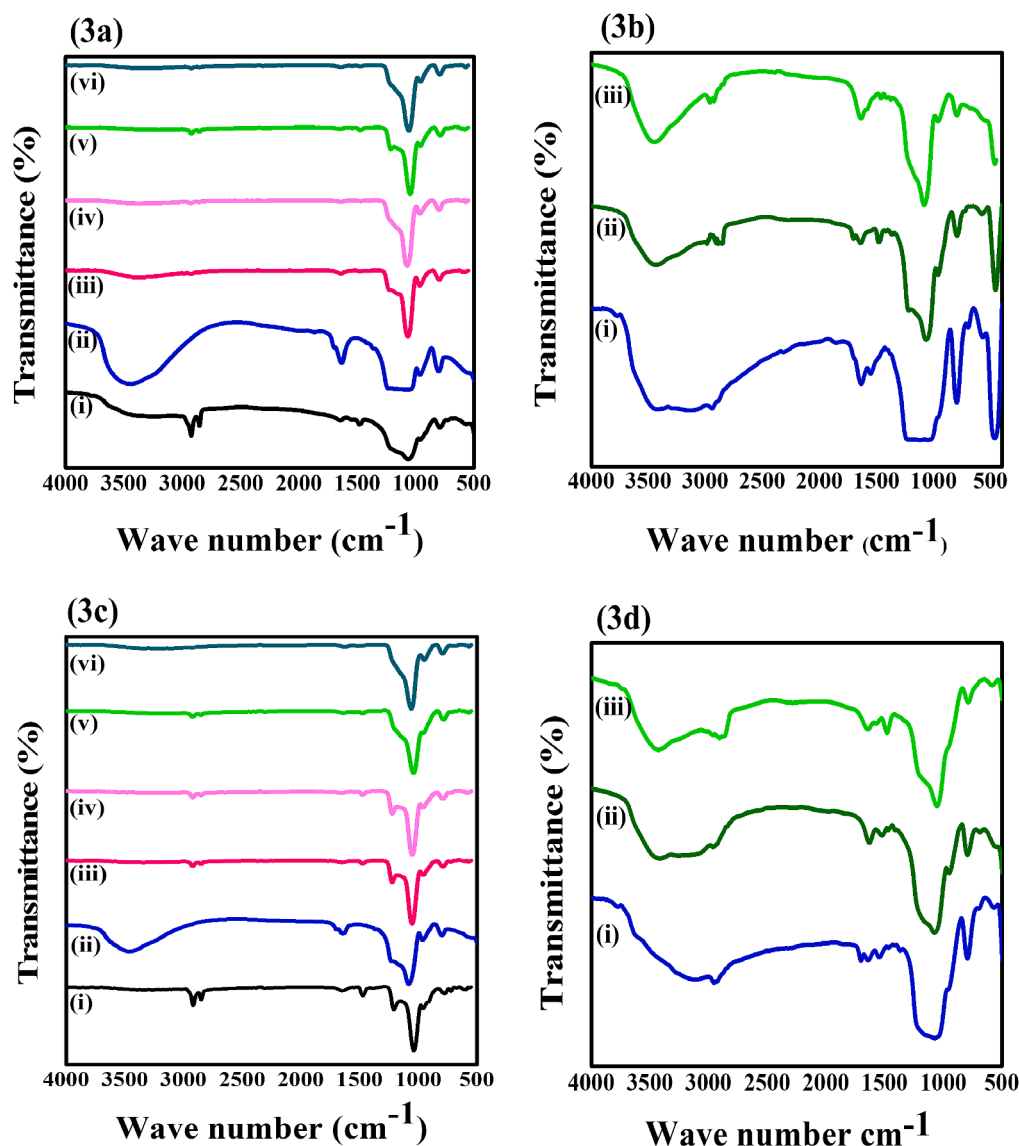 (3a)
Transmittance (%)
(vi)
(v)
(iv)
(iii)
(ii)
(i)
4000 3500 3000 2500 2000 1500 1000 500
Wave number (cm-1)
(3b)
Transmittance (%)
(iii)
(ii)
(i)
4000 3500 3000 2500 2000 1500 1000 500
Wave number (cm-1)
(3c)
Transmittance (%)
(vi)
(v)
(iv)
(iii)
(ii)
(i)
4000 3500 3000 2500 2000 1500 1000 500
Wave number (cm-1)
(3d)
Transmittance (%)
(iii)
(ii)
(i)
4000 3500 3000 2500 2000 1500 1000 500
Wave number cm-1